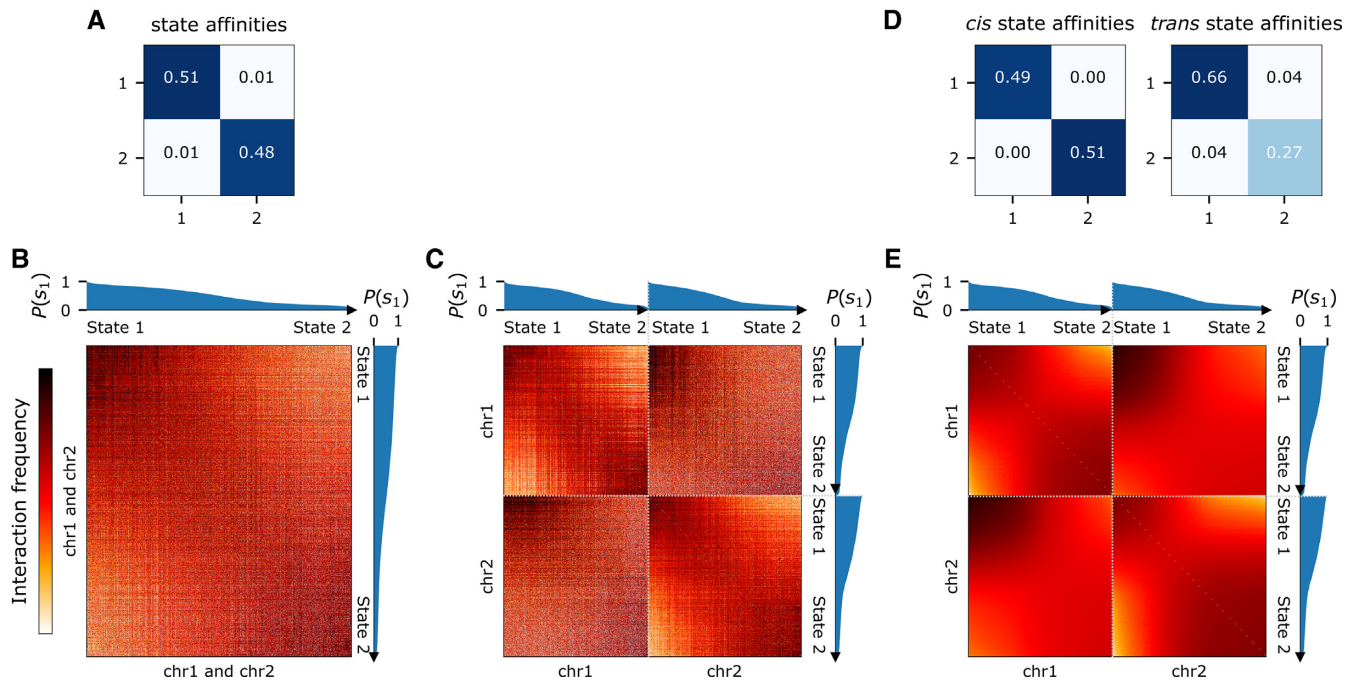 A
state affinities
1
0.51
0.01
2
0.01
0.48
1
2
D
cis state affinities
trans state affinities
1
0.49
0.00
2
0.00
0.51
1
2
1
0.66
0.04
2
0.04
0.27
1
2
B
P(s1)
1
0
State 1
State 2
P(s1)
0
1
State 1
State 2
Interaction frequency
chr1 and chr2
chr1 and chr2
C
P(s1)
1
0
State 1
State 2
State 1
State 2
P(s1)
0
1
State 1
State 2
State 1
State 2
chr1
chr2
chr1
chr2
E
P(s1)
1
0
State 1
State 2
State 1
State 2
P(s1)
0
1
State 1
State 2
State 1
State 2
chr1
chr2
chr1
chr2